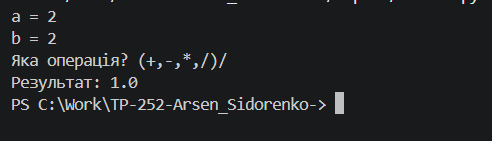 a = 2
b = 2
Яка операція? (+,-,*,/)/
Результат: 1.0
PS C:\Work\TP-252-Arsen_Sidorenko->